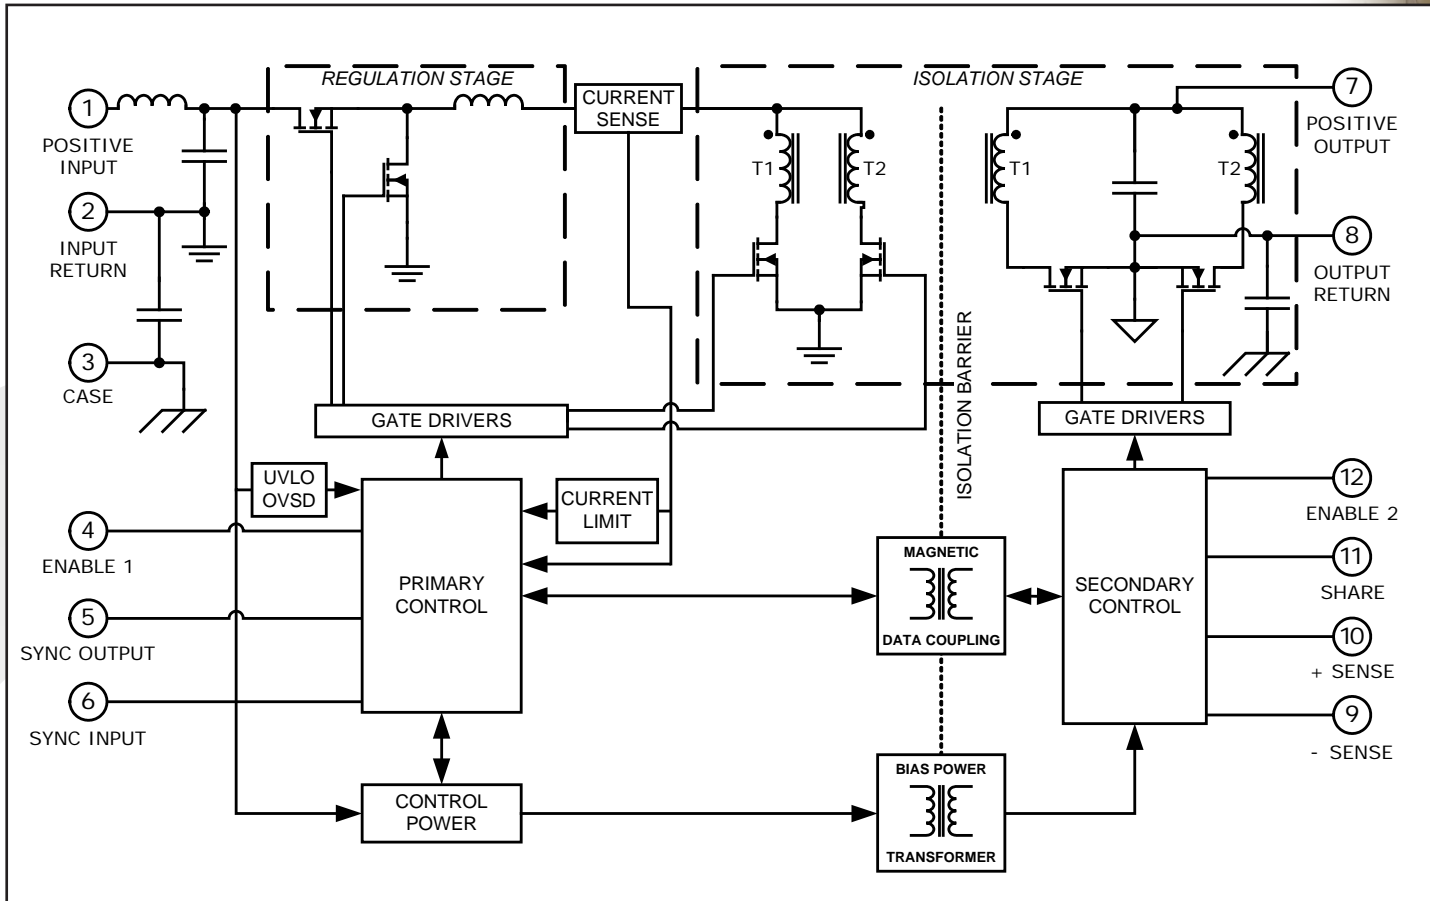 REGULATION STAGE
ISOLATION STAGE
1
POSITIVE
INPUT
CURRENT
SENSE
7
POSITIVE
OUTPUT
T1
T2
T1
T2
2
INPUT
RETURN
8
OUTPUT
RETURN
3
CASE
ISOLATION BARRIER
GATE DRIVERS
GATE DRIVERS
UVLO
OVSD
CURRENT
LIMIT
12
ENABLE 2
4
ENABLE 1
MAGNETIC
DATA COUPLING
11
SHARE
PRIMARY
CONTROL
SECONDARY
CONTROL
5
SYNC OUTPUT
10
+ SENSE
6
SYNC INPUT
9
- SENSE
CONTROL
POWER
BIAS POWER
TRANSFORMER